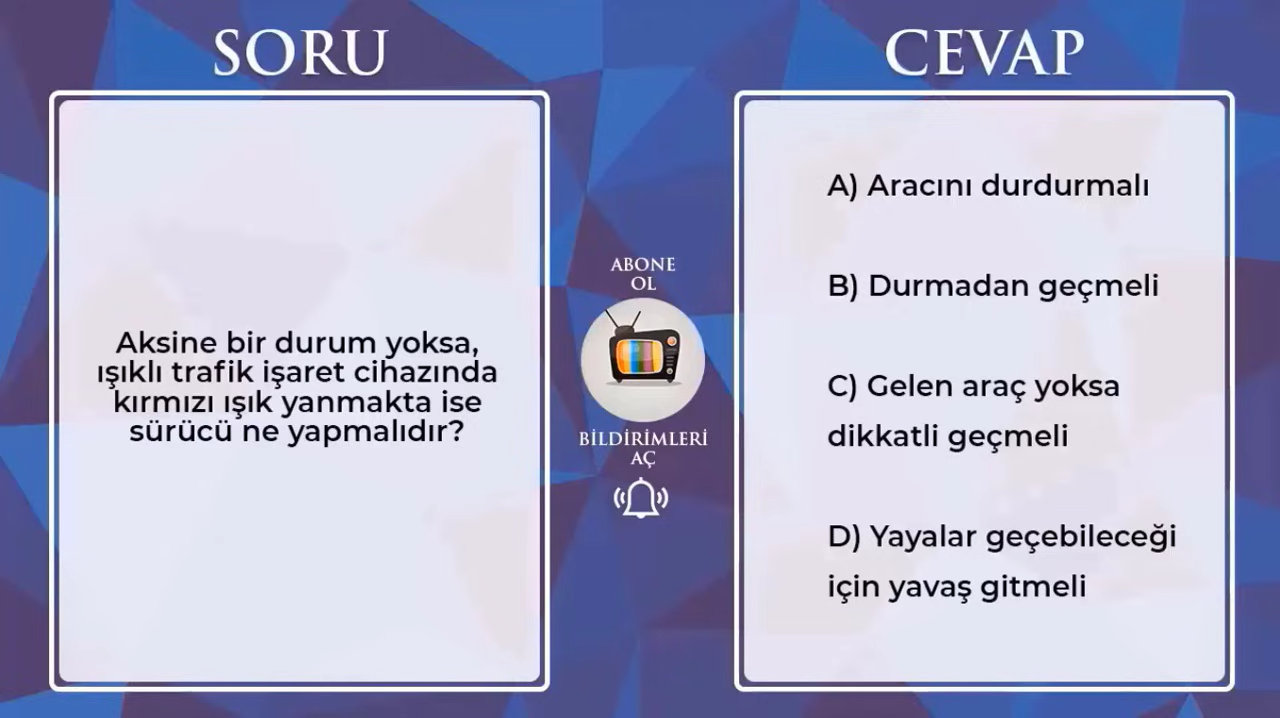 SORU
Aksine bir durum yoksa,
ışıklı trafik işaret cihazında
kırmızı ışık yanmakta ise
sürücü ne yapmalıdır?
ABONE
OL
BİLDİRİMLERİ
AÇ
CEVAP
A) Aracını durdurmalı
B) Durmadan geçmeli
C) Gelen araç yoksa
dikkatli geçmeli
D) Yayalar geçebileceği
için yavaş gitmeli